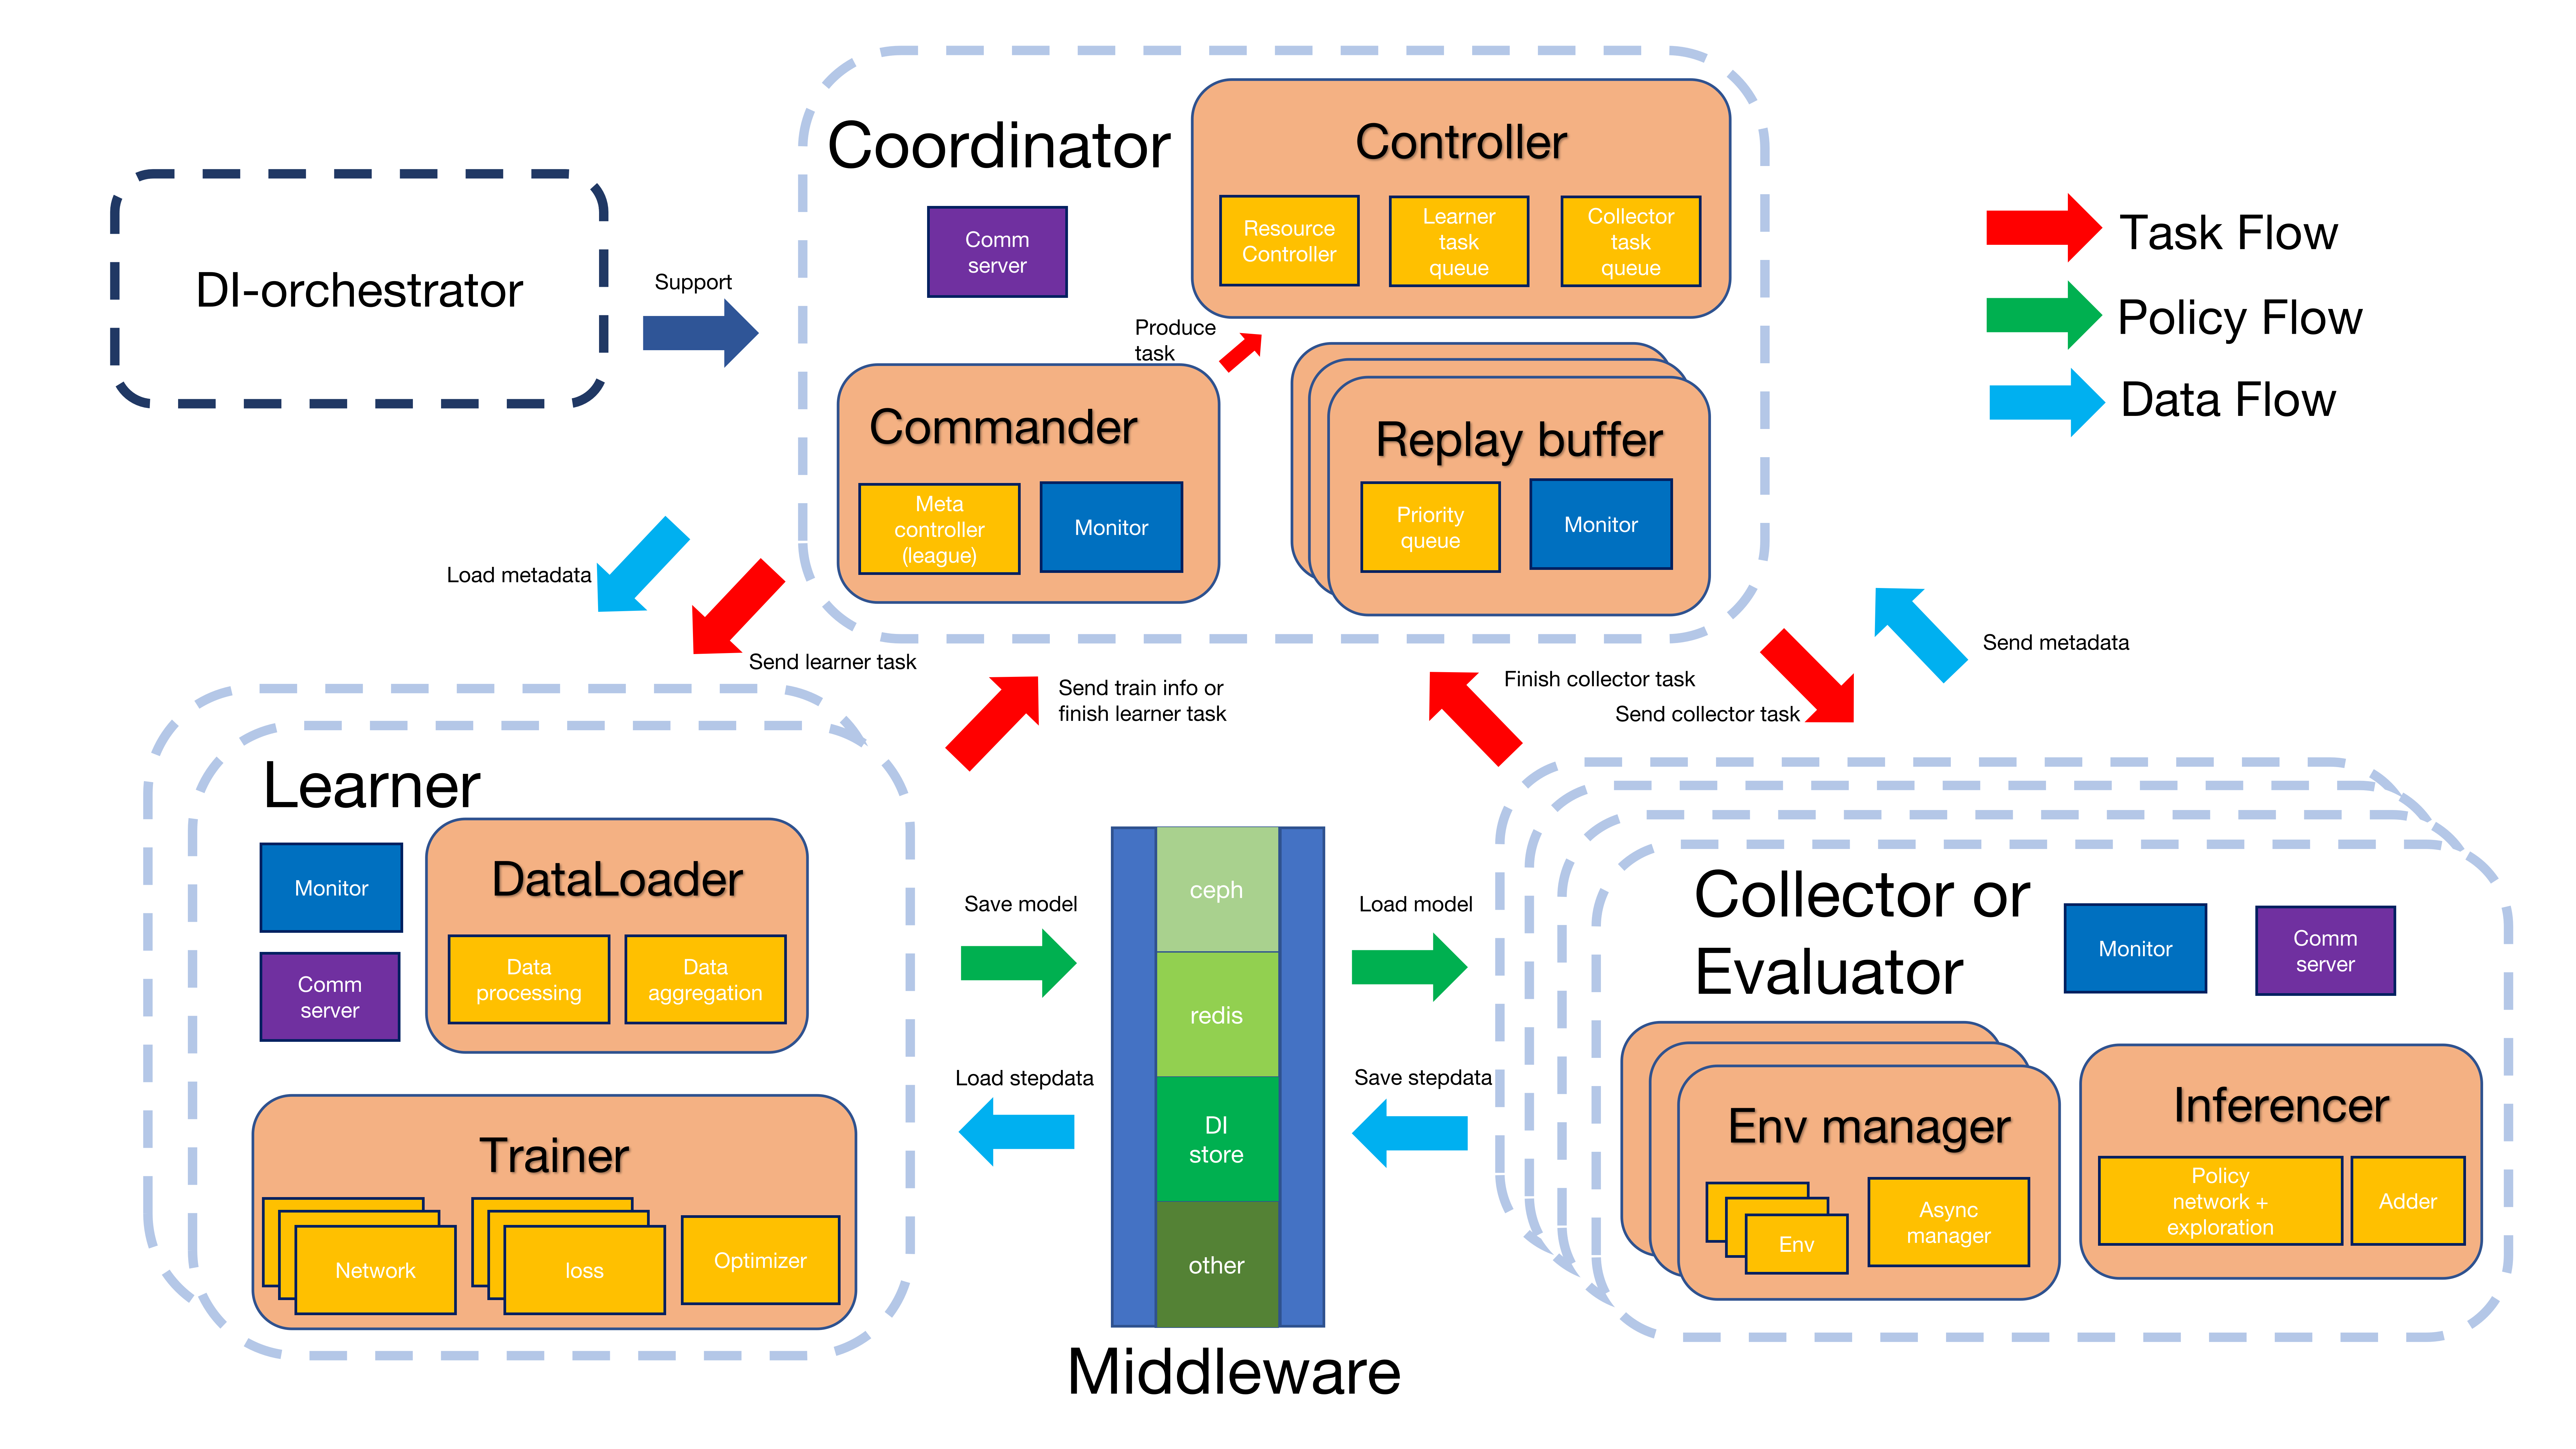 DI-orchestrator
Support
Coordinator
Comm
server
Controller
Resource
Controller
Learner
task
queue
Collector
task
queue
Produce
task
Commander
Meta
controller
(league)
Monitor
Replay buffer
Priority
queue
Monitor
Task Flow
Policy Flow
Data Flow
Load metadata
Send learner task
Send train info or
finish learner task
Finish collector task
Send collector task
Send metadata
Learner
Monitor
Comm
server
DataLoader
Data
processing
Data
aggregation
Trainer
Network
loss
Optimizer
Save model
Load stepdata
ceph
redis
DI
store
other
Middleware
Load model
Save stepdata
Collector or
Evaluator
Monitor
Comm
server
Env manager
Env
Async
manager
Inferencer
Policy
network +
exploration
Adder